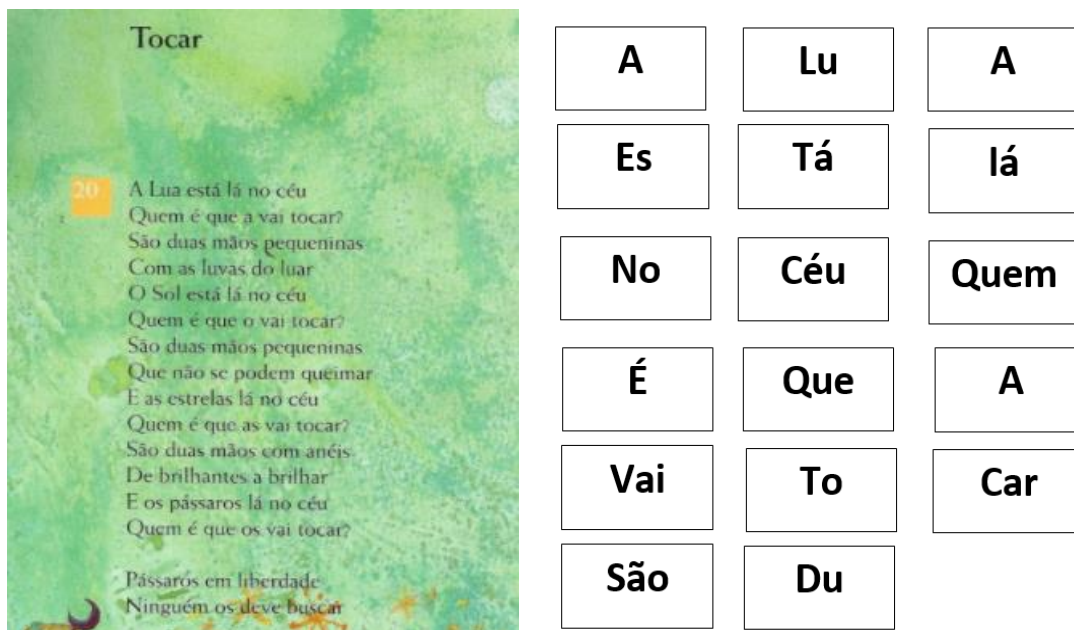 Tocar
20
A Lua está lá no céu
Quem é que a vai tocar?
São duas mãos pequeninas
Com as luvas do luar
O Sol está lá no céu
Quem é que o vai tocar?
São duas mãos pequeninas
Que não se podem queimar
E as estrelas lá no céu
Quem é que as vai tocar?
São duas mãos com anéis
De brilhantes a brilhar
E os pássaros lá no céu
Quem é que os vai tocar?
Pássaros em liberdade
Ninguém os deve buscar
A Lu A
Es Tá lá
No Céu Quem
É Que A
Vai To Car
São Du